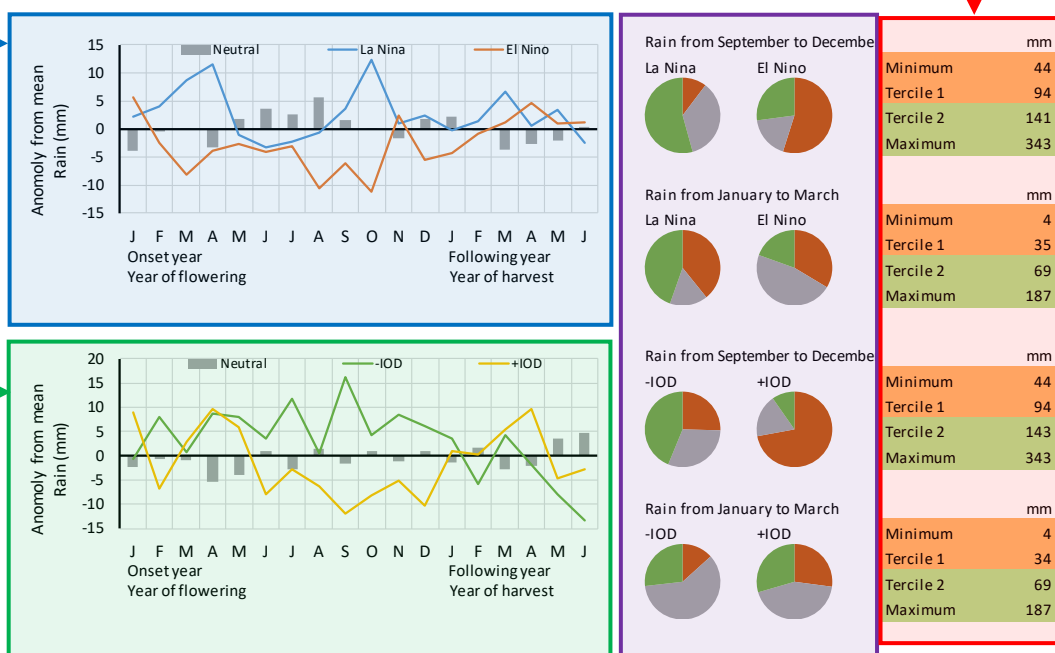 Neutral La Nina El Nino
15
10
5
0
-5
-10
-15
Anomoly from mean
Rain (mm)
J F M A M J J A S O N D J F M A M J
Onset year Following year
Year of flowering Year of harvest
Neutral -IOD +IOD
20
15
10
5
0
-5
-10
-15
Anomoly from mean
Rain (mm)
J F M A M J J A S O N D J F M A M J
Onset year Following year
Year of flowering Year of harvest
Rain from September to Decembe
La Nina El Nino
Rain from January to March
La Nina El Nino
Rain from September to Decembe
-IOD +IOD
Rain from January to March
-IOD +IOD
mm
Minimum 44
Tercile 1 94
Tercile 2 141
Maximum 343
mm
Minimum 4
Tercile 1 35
Tercile 2 69
Maximum 187
mm
Minimum 44
Tercile 1 94
Tercile 2 143
Maximum 343
mm
Minimum 4
Tercile 1 34
Tercile 2 69
Maximum 187